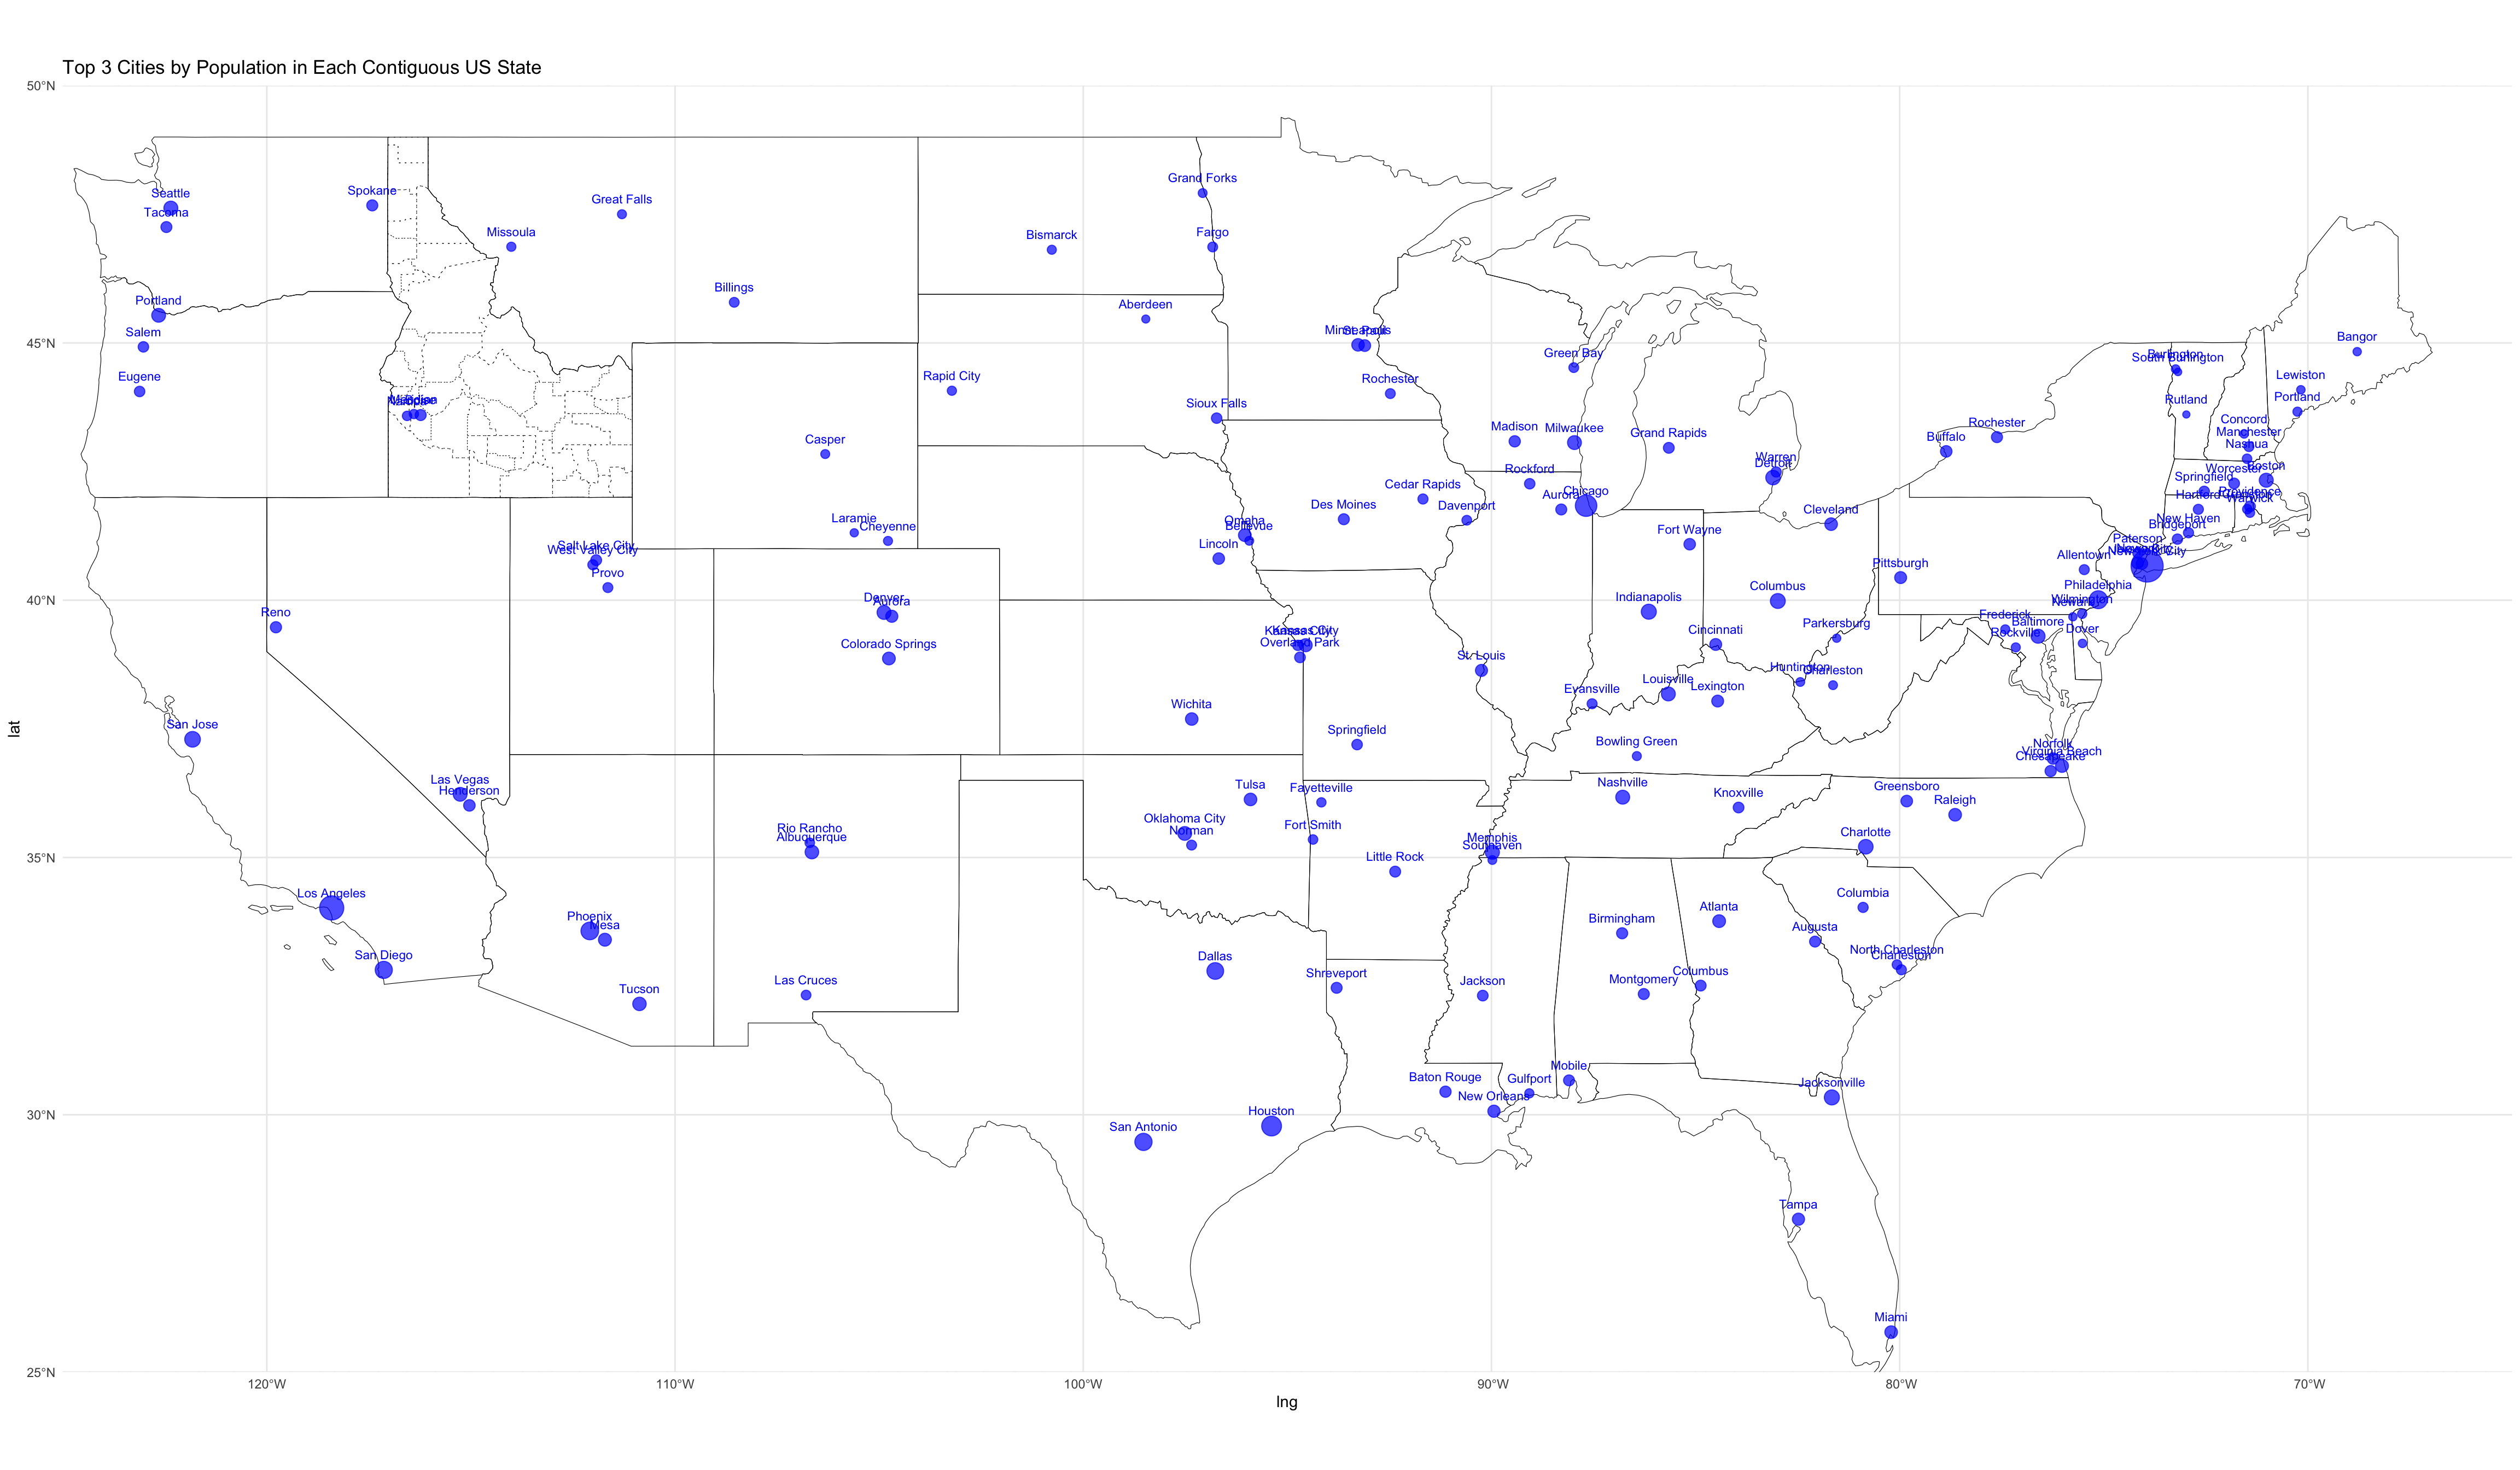 Top 3 Cities by Population in Each Contiguous US State
50°N
Grand Forks
Spokane
Seattle
Great Falls
Tacoma
Missoula
Fargo
Bismarck
Billings
Portland
Aberdeen
Salem
St. Paul
Minneapolis
45°N
Bangor
Green Bay
Burlington
South Burlington
Eugene
Rapid City
Rochester
Lewiston
Meridian
Boise
Nampa
Sioux Falls
Rutland
Portland
Casper
Madison
Milwaukee
Grand Rapids
Buffalo
Rochester
Concord
Manchester
Nashua
Warren
Detroit
Rockford
Worcester
Boston
Springfield
Cedar Rapids
Aurora
Chicago
Providence
Hartford
Cranston
Warwick
Des Moines
Davenport
Cleveland
Laramie
Cheyenne
Omaha
Bellevue
Fort Wayne
New Haven
Bridgeport
Paterson
Salt Lake City
West Valley City
Lincoln
Jersey City
Newark
New York City
Allentown
Provo
Pittsburgh
Columbus
Philadelphia
40°N
Denver
Aurora
Indianapolis
Wilmington
Newark
Reno
Frederick
Baltimore
Parkersburg
Dover
Kansas City
Kansas City
Cincinnati
Rockville
Colorado Springs
Overland Park
St. Louis
Huntington
Charleston
Louisville
Lexington
Evansville
Wichita
San Jose
Springfield
Bowling Green
Norfolk
Virginia Beach
Chesapeake
Las Vegas
Henderson
Tulsa
Fayetteville
Nashville
Knoxville
Greensboro
Raleigh
Oklahoma City
Norman
Fort Smith
Rio Rancho
Albuquerque
Memphis
Southaven
Charlotte
35°N
Little Rock
Los Angeles
Columbia
Phoenix
Mesa
Birmingham
Atlanta
Augusta
San Diego
Dallas
North Charleston
Charleston
Tucson
Las Cruces
Shreveport
Jackson
Montgomery
Columbus
Baton Rouge
Gulfport
Mobile
Jacksonville
New Orleans
30°N
Houston
San Antonio
Tampa
Miami
25°N
120°W
110°W
100°W
90°W
80°W
70°W
lng
lat